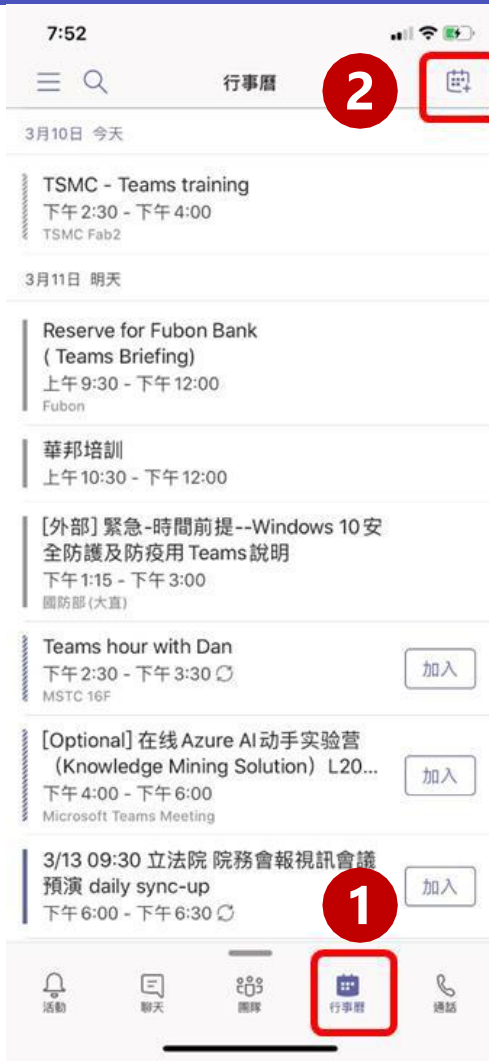 7:52
行事曆
2
3月10日 今天
TSMC - Teams training
下午2:30 - 下午4:00
TSMC Fab2
3月11日 明天
Reserve for Fubon Bank
( Teams Briefing)
上午9:30 - 下午12:00
Fubon
華邦培訓
上午10:30 - 下午12:00
[外部] 緊急-時間前提--Windows 10安
全防護及防疫用Teams說明
下午1:15 - 下午3:00
國防部(大直)
Teams hour with Dan
下午2:30 - 下午3:30
加入
MSTC 16F
[Optional] 在线Azure AI动手实验营
（Knowledge Mining Solution）L20...
加入
下午4:00 - 下午6:00
Microsoft Teams Meeting
3/13 09:30 立法院 院務會報視訊會議
預演 daily sync-up
加入
下午6:00 - 下午6:30
1
活動 聊天 團隊 行事曆 通話